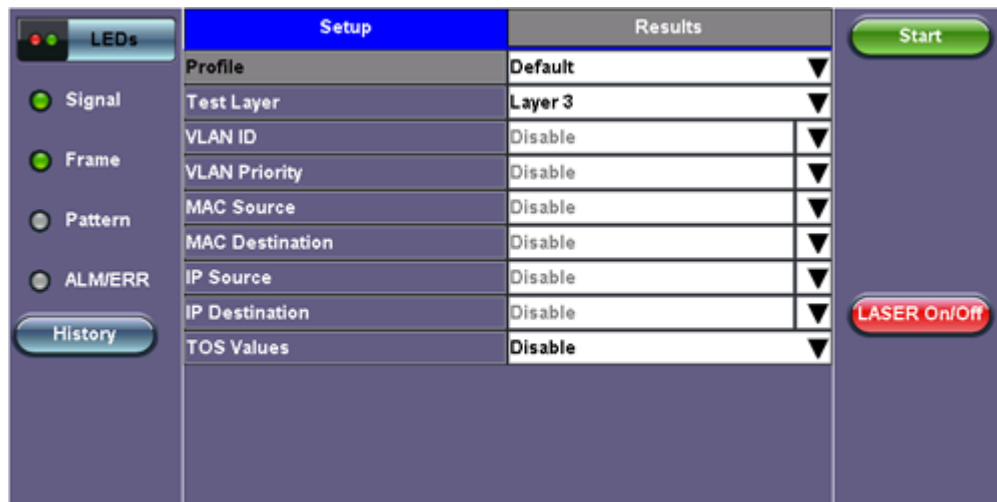 LEDs
Signal
Frame
Pattern
ALM/ERR
History
Setup Results
Profile Default
Test Layer Layer 3
VLAN ID Disable
VLAN Priority Disable
MAC Source Disable
MAC Destination Disable
IP Source Disable
IP Destination Disable
TOS Values Disable
Start
LASER On/Off